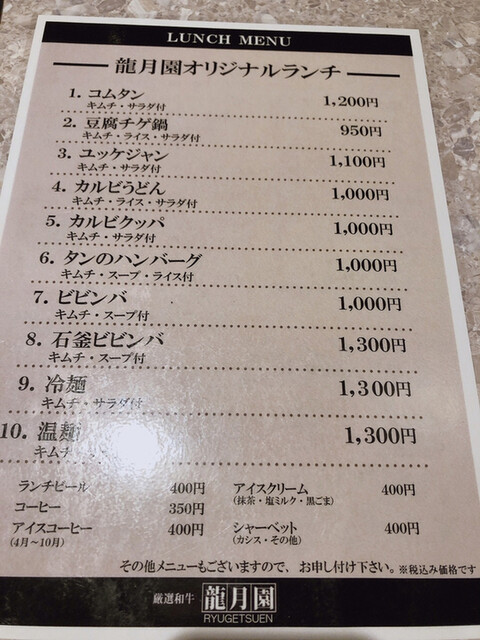 LUNCH MENU
龍月園オリジナルランチ
1. コムタン 1,200円
キムチ・サラダ付
2. 豆腐チゲ鍋 950円
キムチ・ライス・サラダ付
3. ユッケジャン 1,100円
キムチ・サラダ付
4. カルビうどん 1,000円
キムチ・ライス・サラダ付
5. カルビクッパ 1,000円
キムチ・サラダ付
6. タンのハンバーグ 1,000円
キムチ・スープ・ライス付
7. ビビンバ 1,000円
キムチ・スープ付
8. 石釜ビビンバ 1,300円
キムチ・スープ付
9. 冷麺 1,300円
キムチ・サラダ付
10. 温麺 1,300円
キムチ
ランチビール 400円 アイスクリーム 400円
(抹茶・塩ミルク・黒ごま)
コーヒー 350円
アイスコーヒー 400円 シャーベット 400円
(4月〜10月) (カシス・その他)
その他メニューもございますので、お申し付け下さい。※税込み価格です
厳選和牛 龍月園
RYUGETSUEN